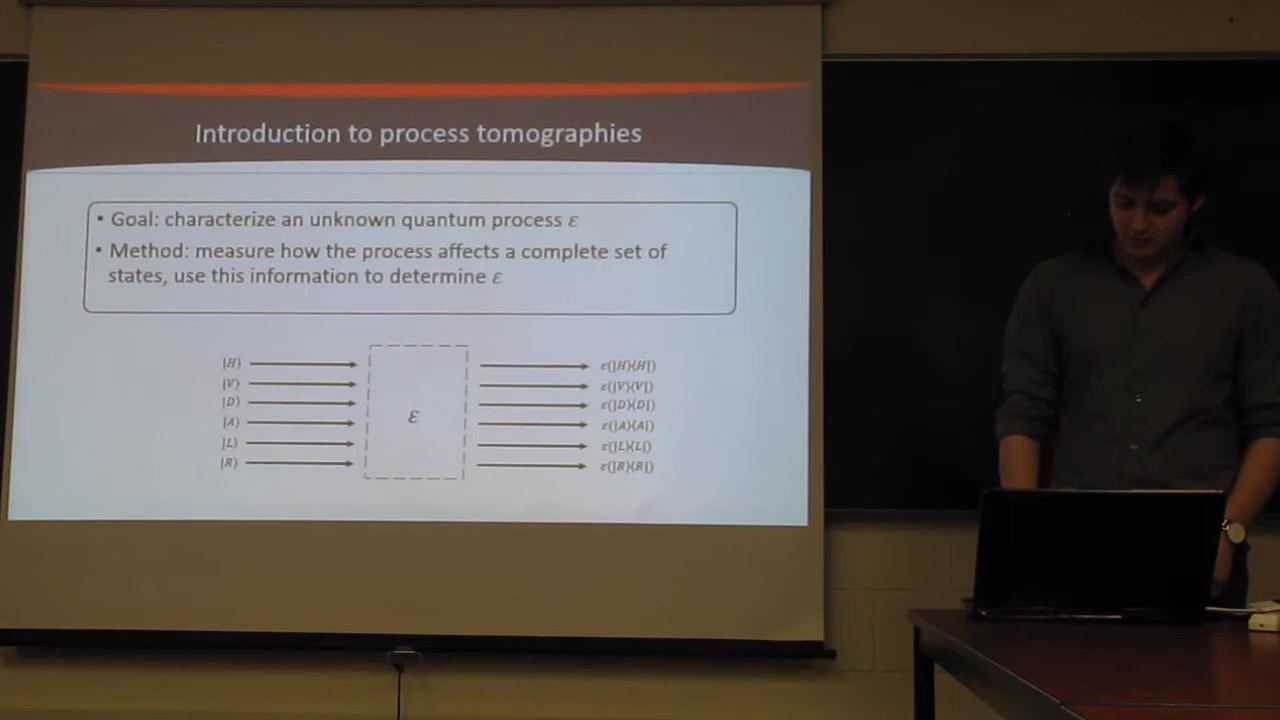 Introduction to process tomographies
• Goal: characterize an unknown quantum process ε
• Method: measure how the process affects a complete set of
states, use this information to determine ε
|H⟩ ε(|H⟩⟨H|)
|V⟩ ε(|V⟩⟨V|)
|D⟩ ε(|D⟩⟨D|)
|A⟩ ε ε(|A⟩⟨A|)
|L⟩ ε(|L⟩⟨L|)
|R⟩ ε(|R⟩⟨R|)